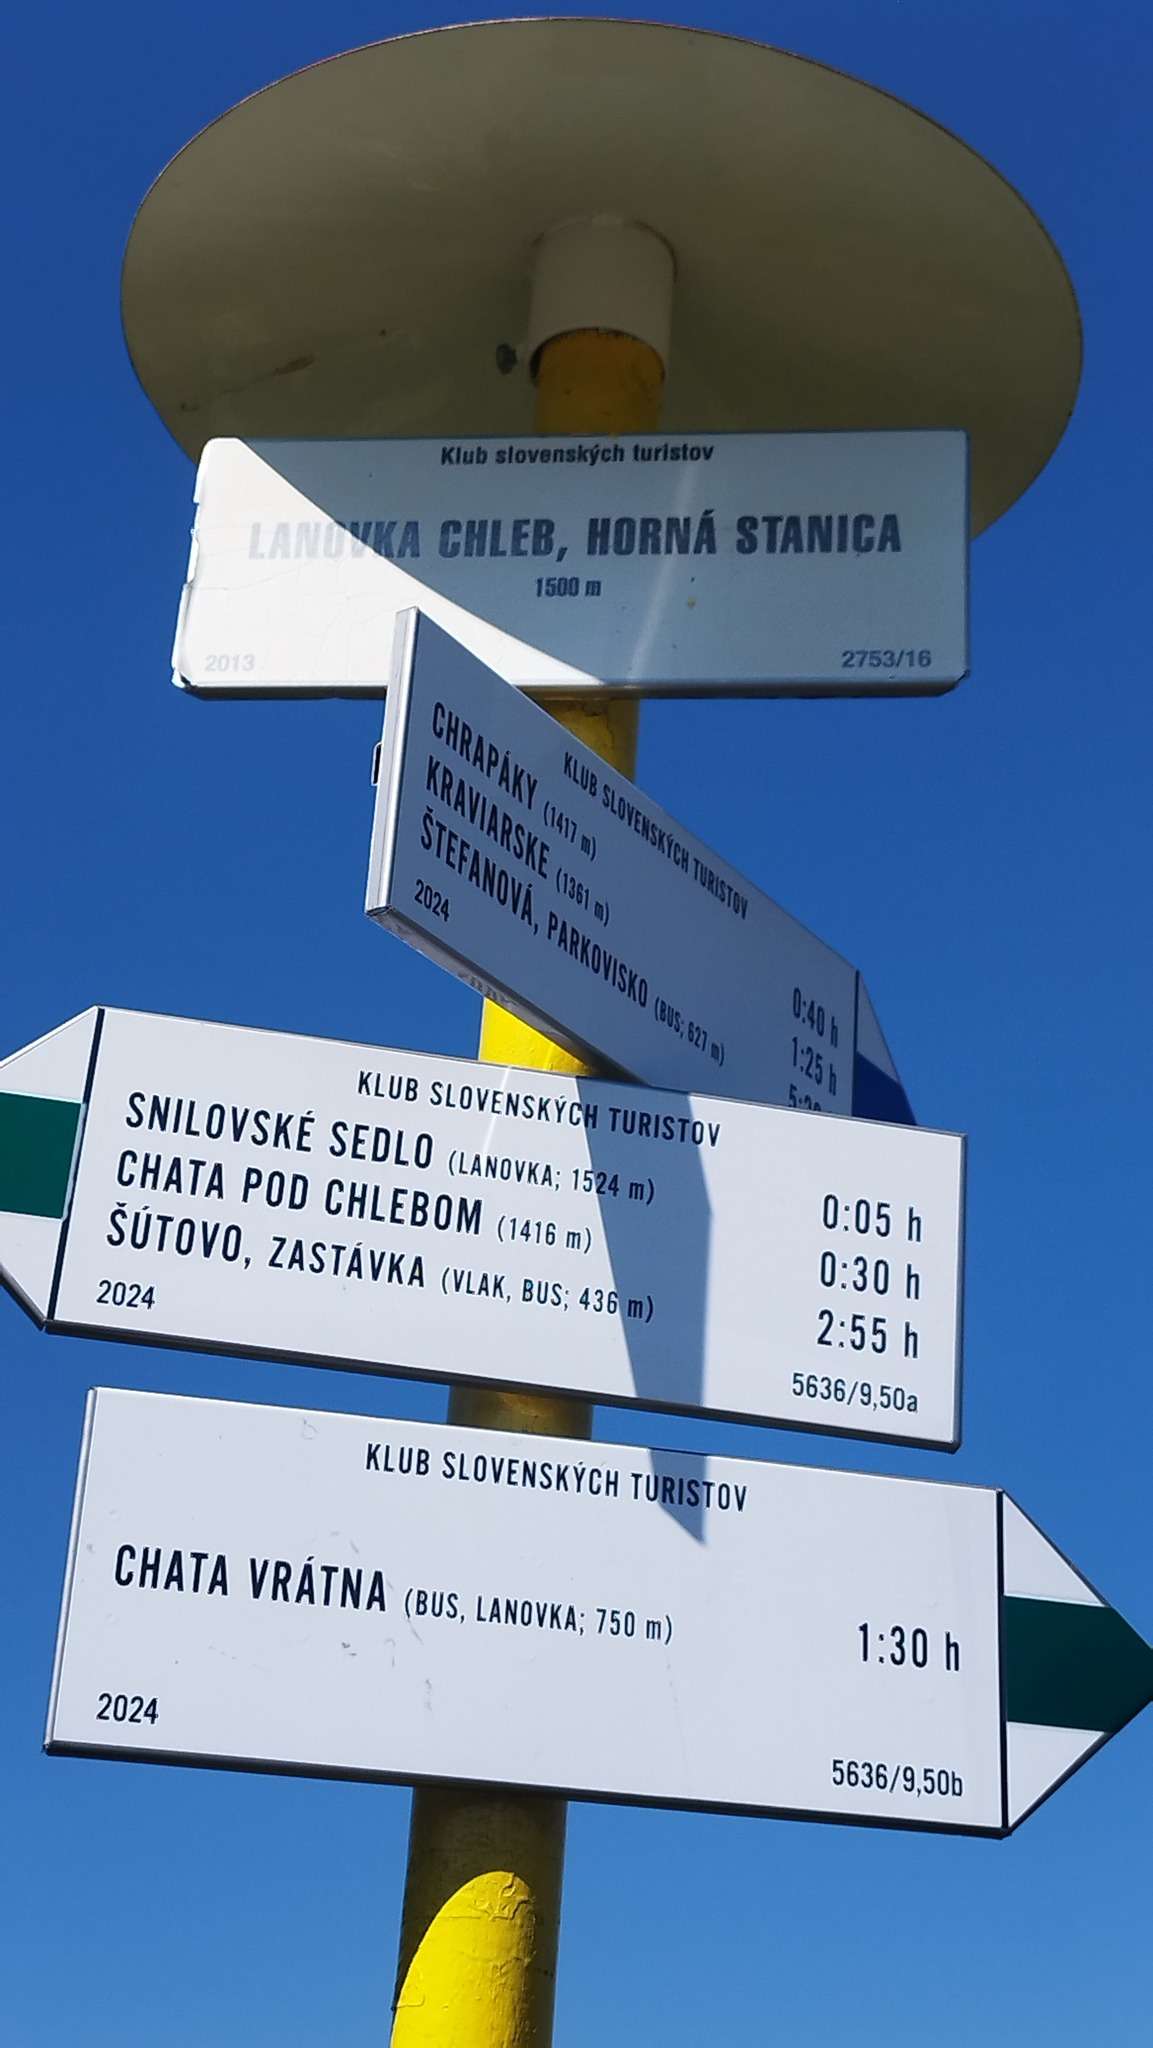 Klub slovenských turistov
LANOVKA CHLEB, HORNÁ STANICA
1500 m
2013 2753/16
KLUB SLOVENSKÝCH TURISTOV
CHRAPÁKY (1417 m) 0:40 h
KRAVIARSKE (1361 m) 1:25 h
ŠTEFANOVÁ, PARKOVISKO (BUS; 627 m)
2024
KLUB SLOVENSKÝCH TURISTOV
SNILOVSKÉ SEDLO (LANOVKA; 1524 m) 0:05 h
CHATA POD CHLEBOM (1416 m) 0:30 h
ŠÚTOVO, ZASTÁVKA (VLAK, BUS; 436 m) 2:55 h
2024 5636/9,50a
KLUB SLOVENSKÝCH TURISTOV
CHATA VRÁTNA (BUS, LANOVKA; 750 m) 1:30 h
2024 5636/9,50b